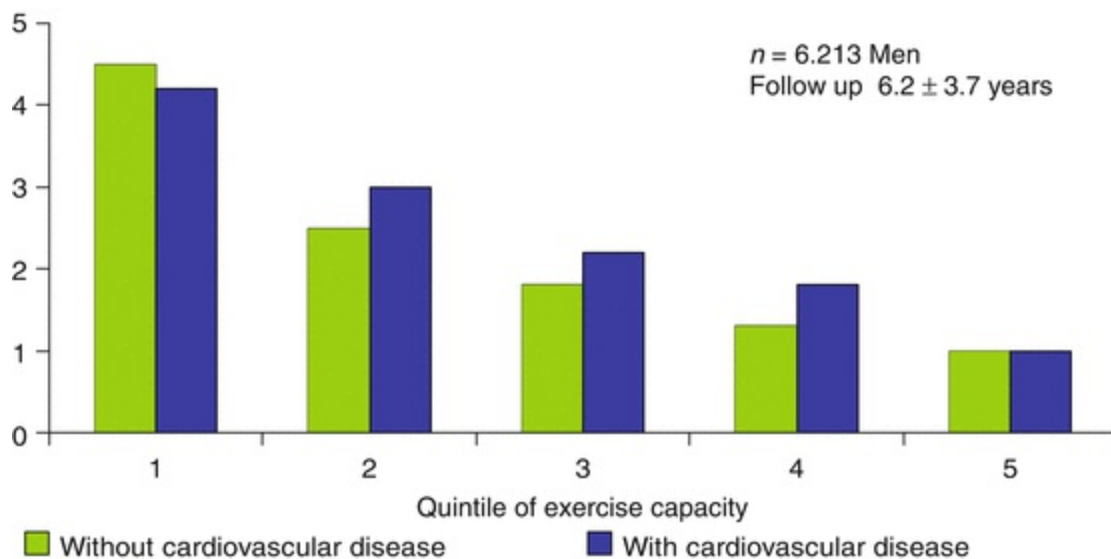 5
n = 6.213 Men
Follow up 6.2 ± 3.7 years
4
3
2
1
0
1 2 3 4 5
Quintile of exercise capacity
Without cardiovascular disease With cardiovascular disease